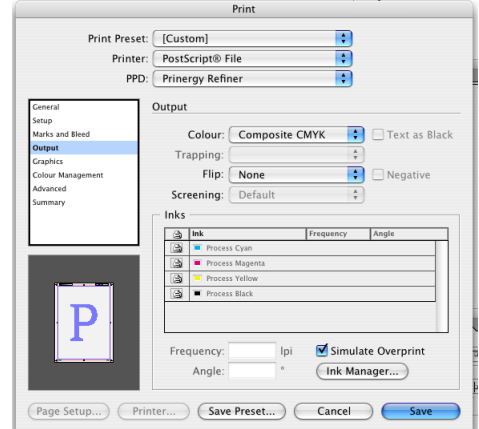 Print
Print Preset: [Custom]
Printer: PostScript® File
PPD: Prinergy Refiner
General
Setup
Marks and Bleed
Output
Graphics
Colour Management
Advanced
Summary
Output
Colour: Composite CMYK Text as Black
Trapping:
Flip: None Negative
Screening: Default
Inks
Ink Frequency Angle
Process Cyan
Process Magenta
Process Yellow
Process Black
Frequency: lpi Simulate Overprint
Angle: ° Ink Manager...
P
Page Setup... Printer... Save Preset... Cancel Save